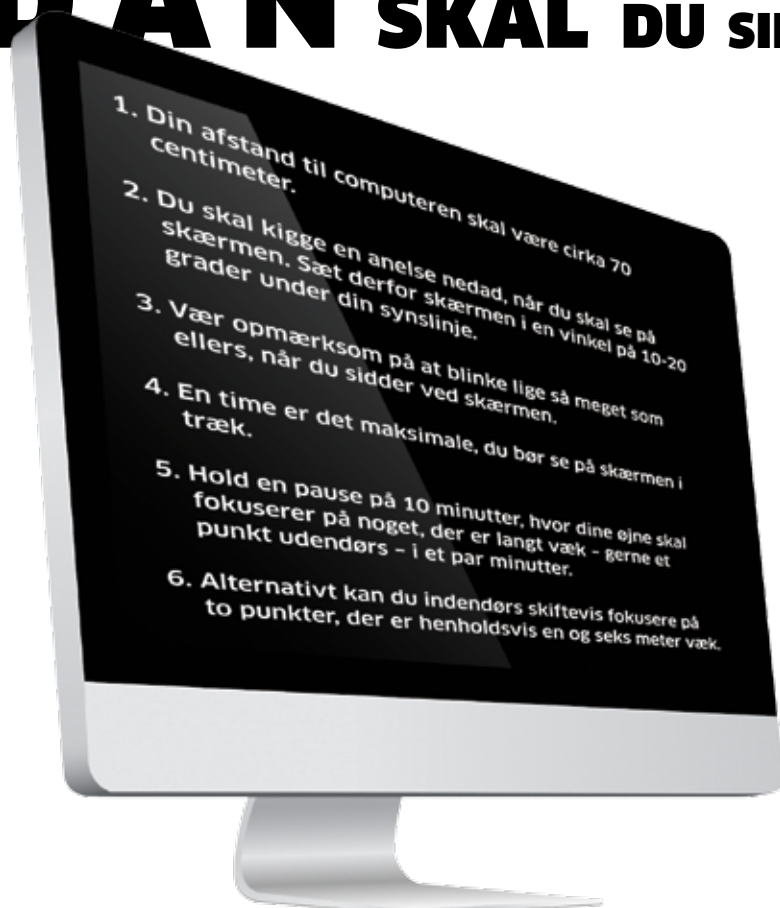 DAN SKAL DU
1. Din afstand til computeren skal være cirka 70
centimeter.
2. Du skal kigge en anelse nedad, når du skal se på
skærmen. Sæt derfor skærmen i en vinkel på 10-20
grader under din synslinje.
3. Vær opmærksom på at blinke lige så meget som
ellers, når du sidder ved skærmen.
4. En time er det maksimale, du bør se på skærmen i
træk.
5. Hold en pause på 10 minutter, hvor dine øjne skal
fokuserer på noget, der er langt væk – gerne et
punkt udendørs – i et par minutter.
6. Alternativt kan du indendørs skiftevis fokusere på
to punkter, der er henholdsvis en og seks meter væk.